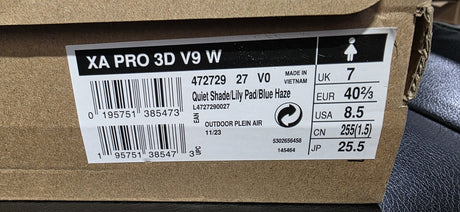 XA PRO 3D V9 W
472729 27 V0
MADE IN
VIETNAM
Quiet Shade/Lily Pad/Blue Haze
L4727290027
0 195751 385473
EAN
OUTDOOR PLEIN AIR
11/23
1 95751 38547 3
UPC
5302656458
145464
UK 7
EUR 40⅔
USA 8.5
CN 255(1.5)
JP 25.5